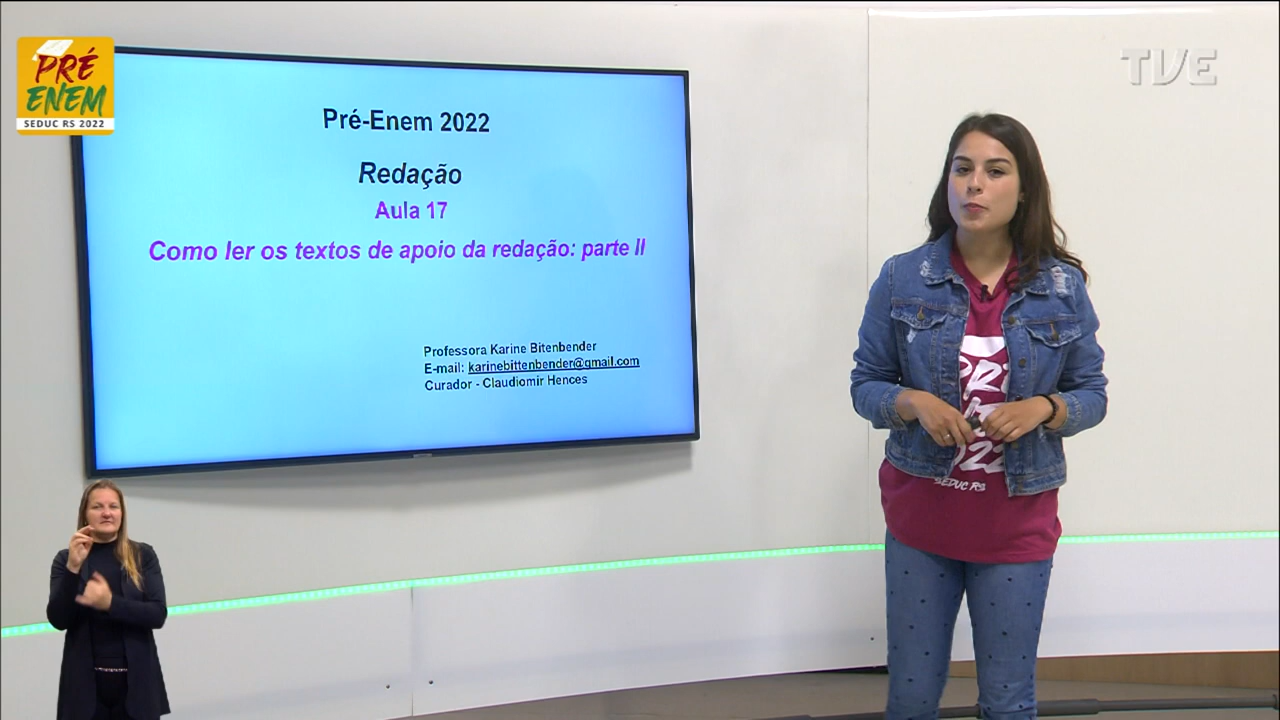 PRÉ
ENEM
SEDUC RS 2022
TVE
Pré-Enem 2022
Redação
Aula 17
Como ler os textos de apoio da redação: parte II
Professora Karine Bitenbender
E-mail: karinebittenbender@gmail.com
Curador - Claudiomir Hences
2022
SEDUC RS